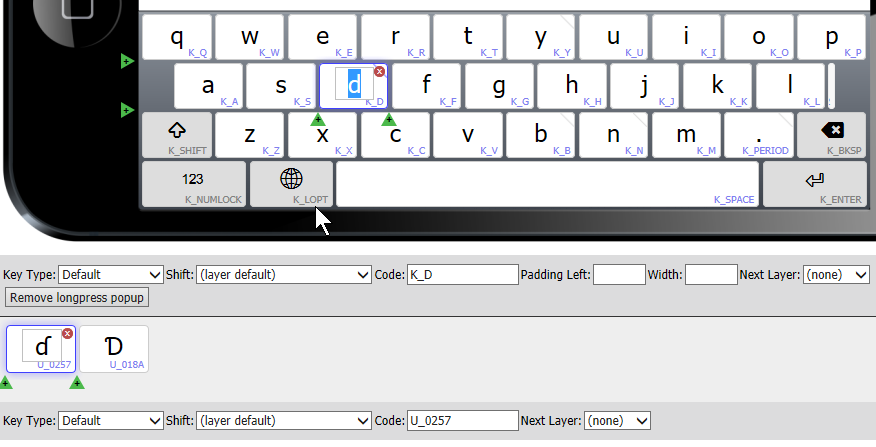 q K_Q w K_W e K_E r K_R t K_T y K_Y u K_U i K_I o K_O p K_P
a K_A s K_S d K_D f K_F g K_G h K_H j K_J k K_K l K_L
K_SHIFT z K_Z x K_X c K_C v K_V b K_B n K_N m K_M . K_PERIOD K_BKSP
123 K_NUMLOCK K_LOPT K_SPACE K_ENTER
Key Type: Default Shift: (layer default) Code: K_D Padding Left: Width: Next Layer: (none)
Remove longpress popup
ɗ U_0257 Ɗ U_018A
Key Type: Default Shift: (layer default) Code: U_0257 Next Layer: (none)